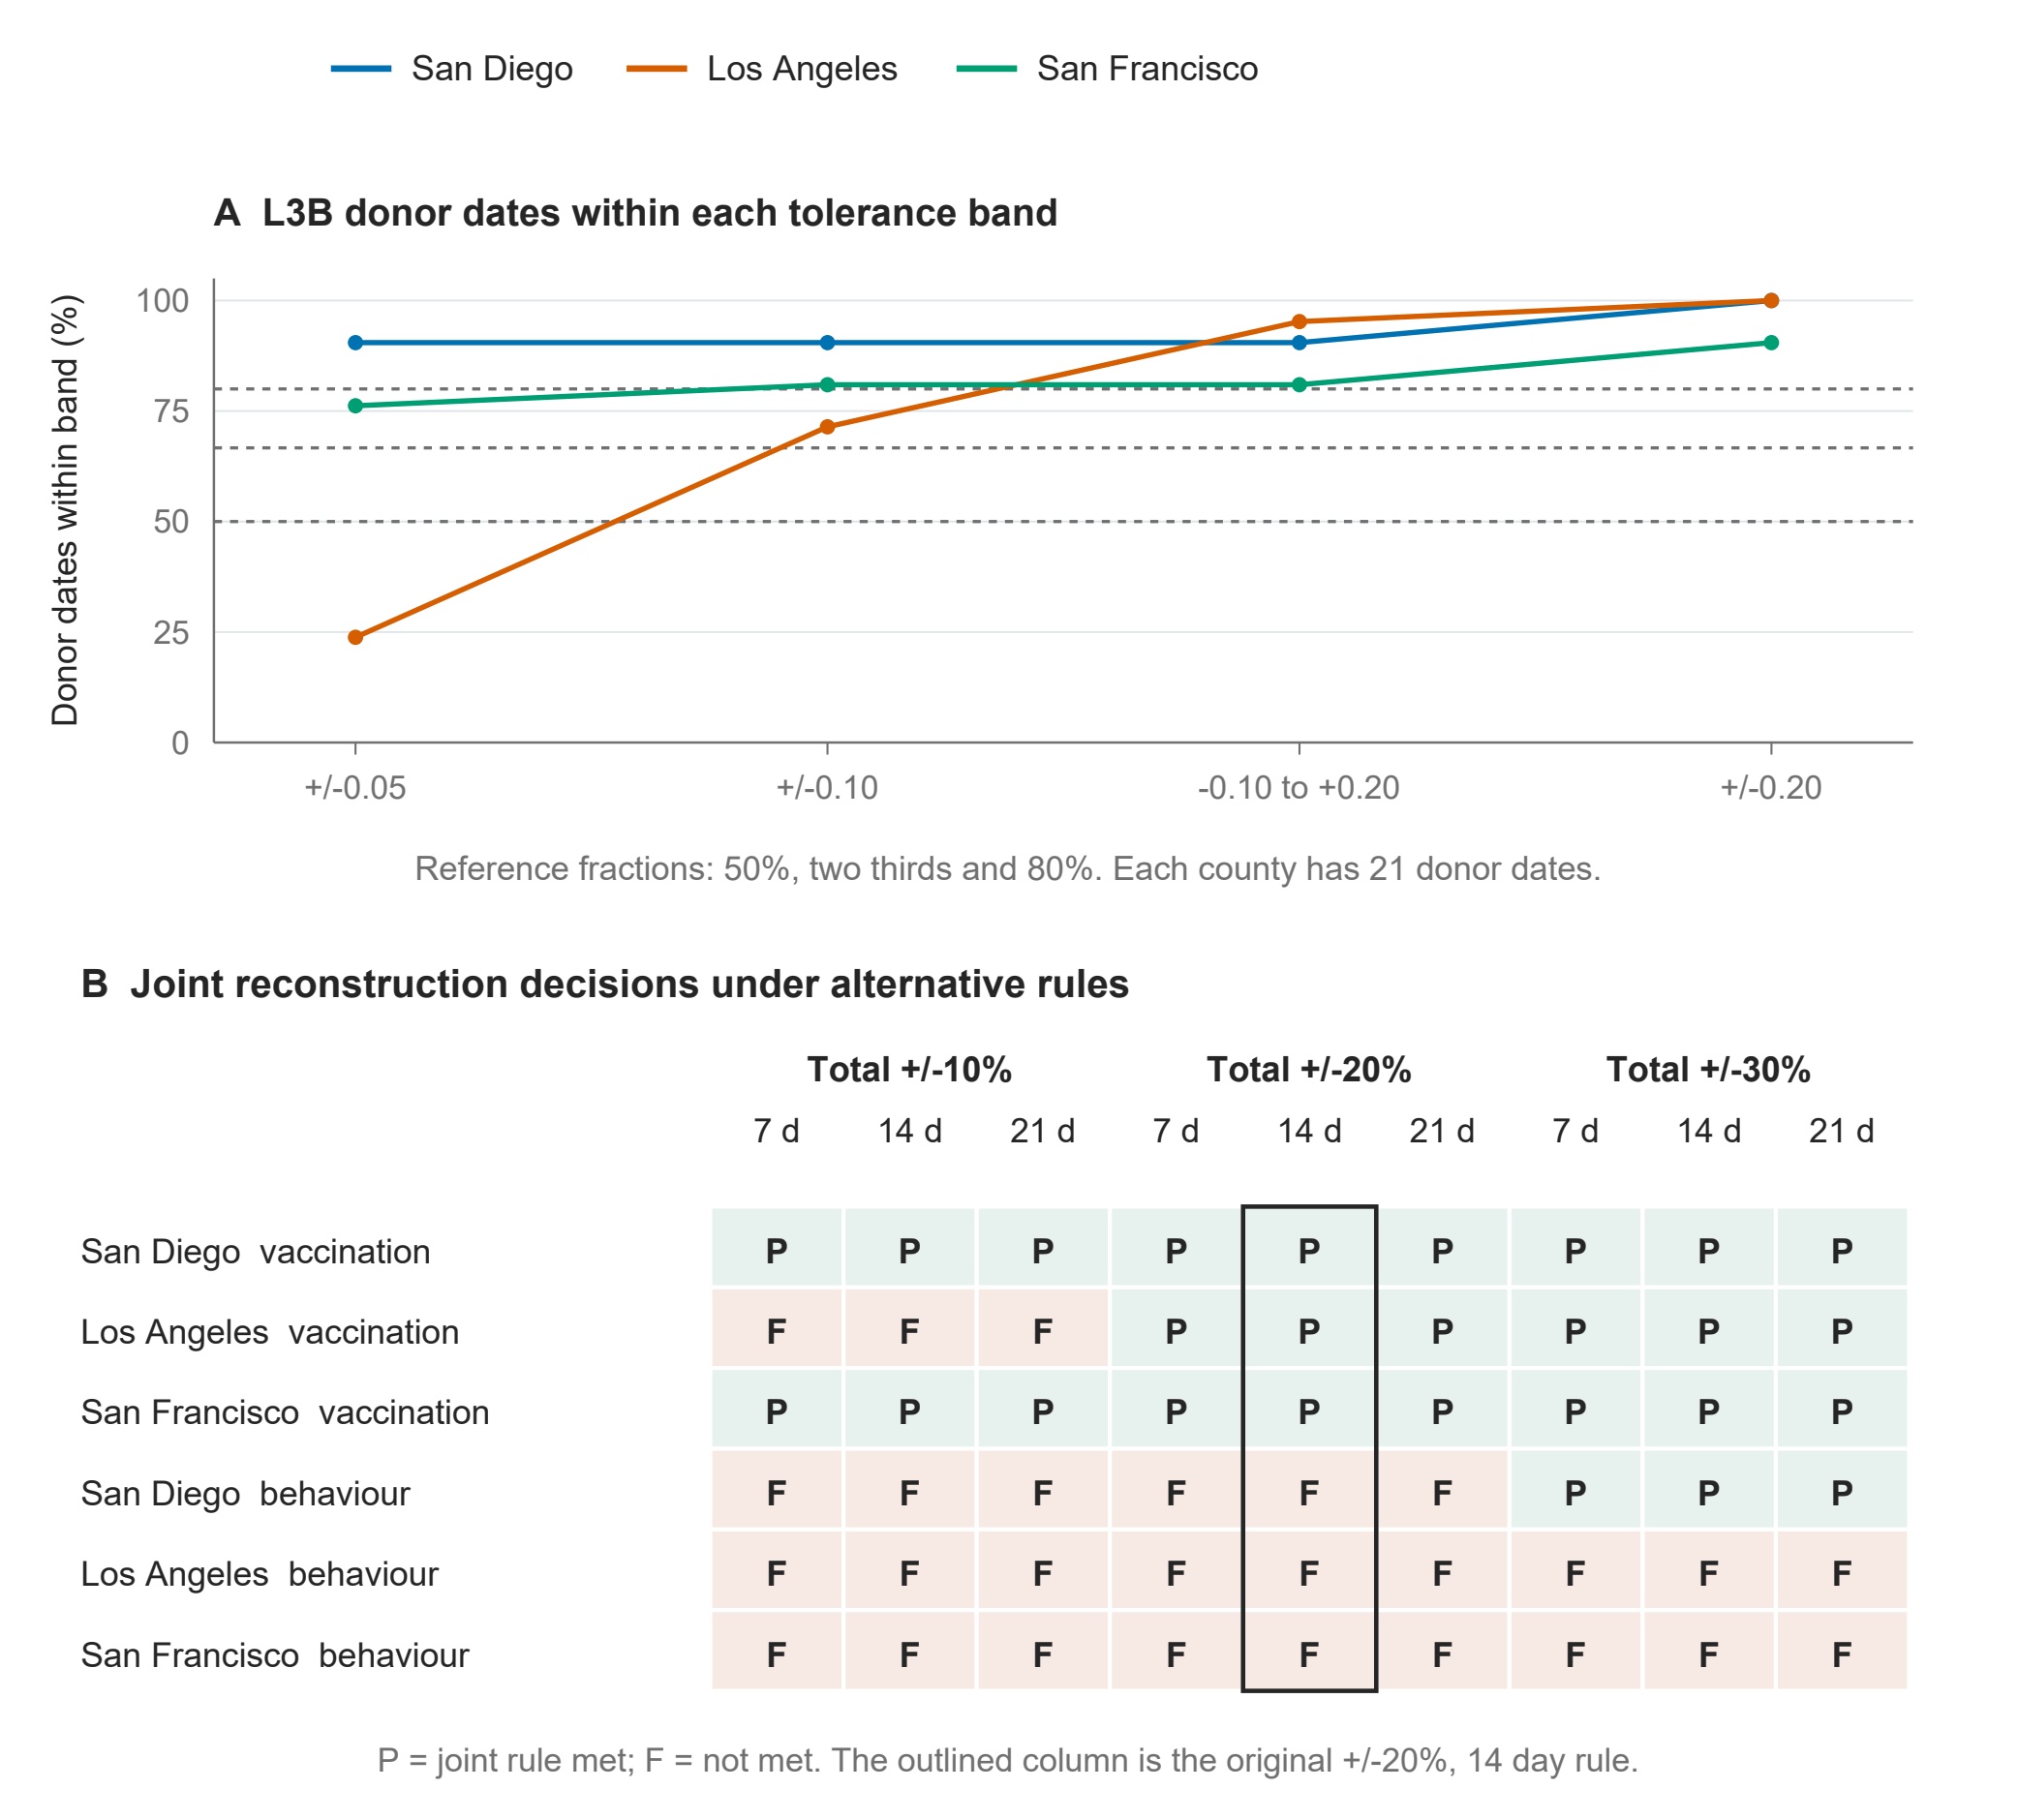 San Diego Los Angeles San Francisco
A L3B donor dates within each tolerance band
Donor dates within band (%)
100
75
50
25
0
+/-0.05 +/-0.10 -0.10 to +0.20 +/-0.20
Reference fractions: 50%, two thirds and 80%. Each county has 21 donor dates.
B Joint reconstruction decisions under alternative rules
Total +/-10% Total +/-20% Total +/-30%
7 d 14 d 21 d 7 d 14 d 21 d 7 d 14 d 21 d
San Diego vaccination P P P P P P P P P
Los Angeles vaccination F F F P P P P P P
San Francisco vaccination P P P P P P P P P
San Diego behaviour F F F F F F P P P
Los Angeles behaviour F F F F F F F F F
San Francisco behaviour F F F F F F F F F
P = joint rule met; F = not met. The outlined column is the original +/-20%, 14 day rule.